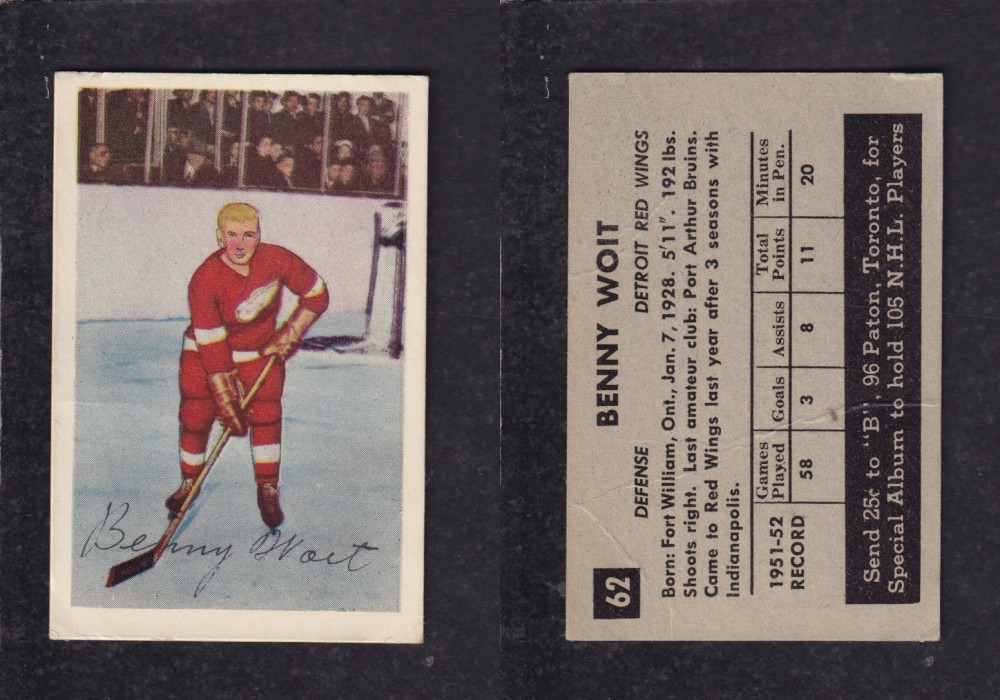 Benny Woit
62
BENNY WOIT
DEFENSE DETROIT RED WINGS
Born: Fort William, Ont., Jan. 7, 1928. 5'11". 192 lbs.
Shoots right. Last amateur club: Port Arthur Bruins.
Came to Red Wings last year after 3 seasons with
Indianapolis.
1951-52 RECORD
Games Played Goals Assists Total Points Minutes in Pen.
58 3 8 11 20
Send 25¢ to "B", 96 Paton, Toronto, for
Special Album to hold 105 N.H.L. Players